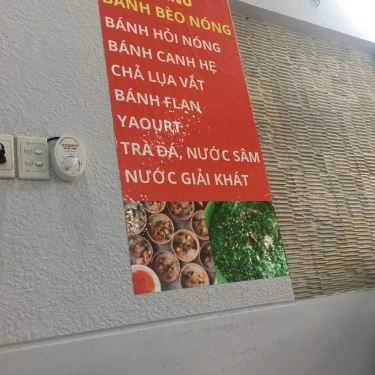 BÁNH BÈO NÓNG
BÁNH HỎI NÓNG
BÁNH CANH HẸ
CHẢ LỤA VẮT
BÁNH FLAN
YAOURT
TRÀ ĐÁ, NƯỚC SÂM
NƯỚC GIẢI KHÁT